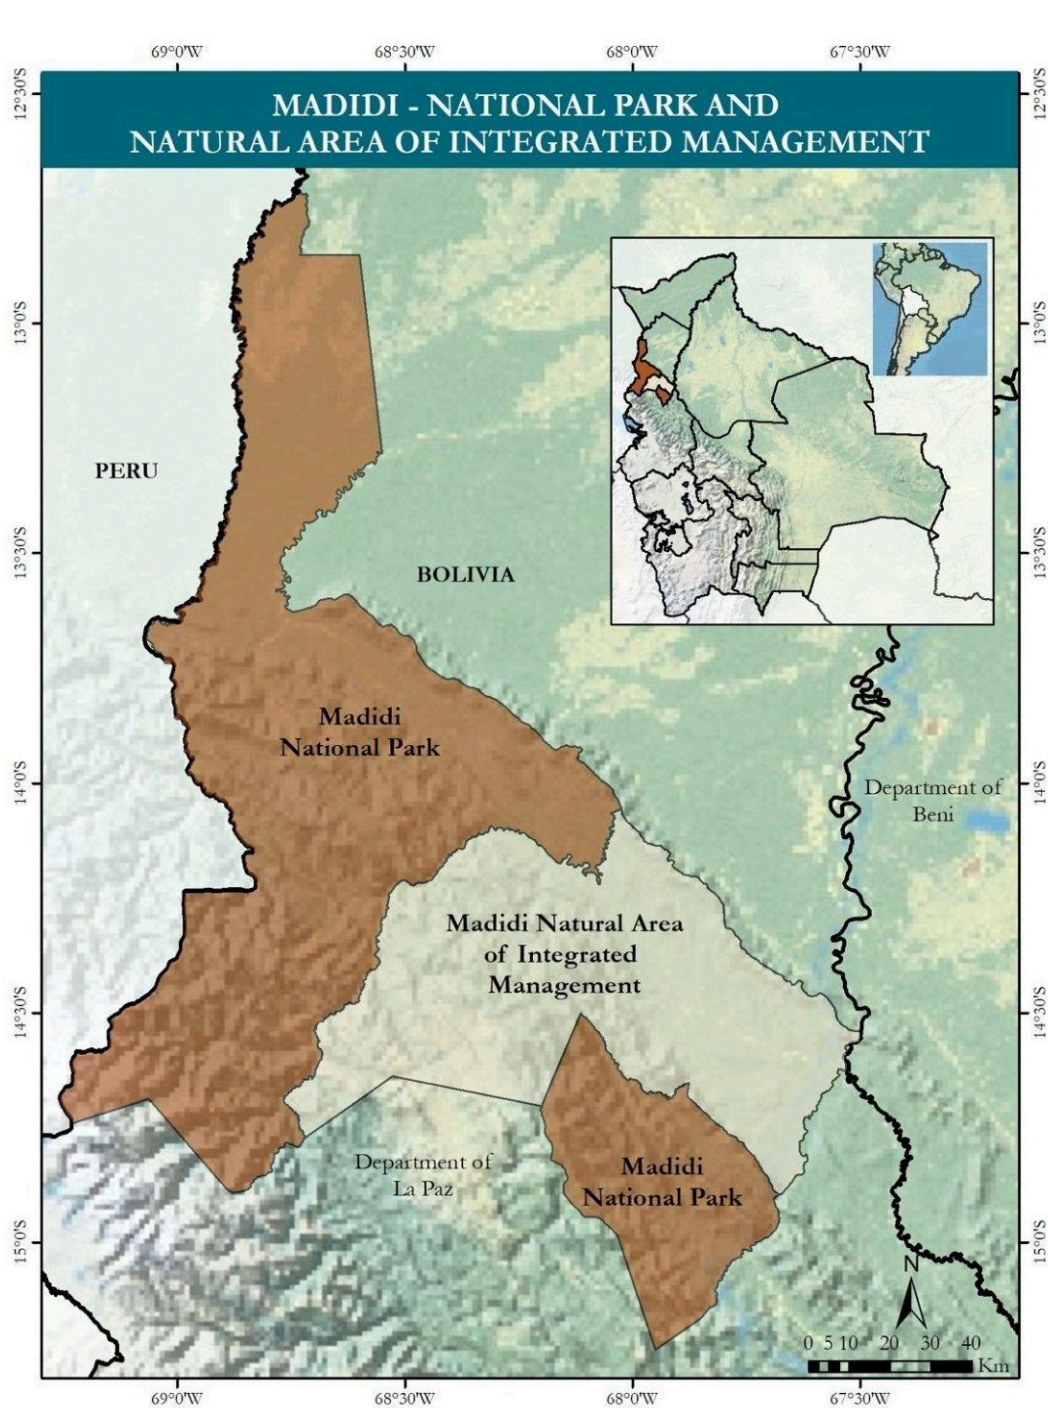 69°0'W 68°30'W 68°0'W 67°30'W
MADIDI - NATIONAL PARK AND
NATURAL AREA OF INTEGRATED MANAGEMENT
12°30'S 12°30'S
13°0'S 13°0'S
PERU
13°30'S 13°30'S
BOLIVIA
Madidi
National Park
14°0'S 14°0'S
Department of
Beni
Madidi Natural Area
of Integrated
Management
14°30'S 14°30'S
Department of
La Paz
Madidi
National Park
15°0'S 15°0'S
N
0 5 10 20 30 40
Km
69°0'W 68°30'W 68°0'W 67°30'W